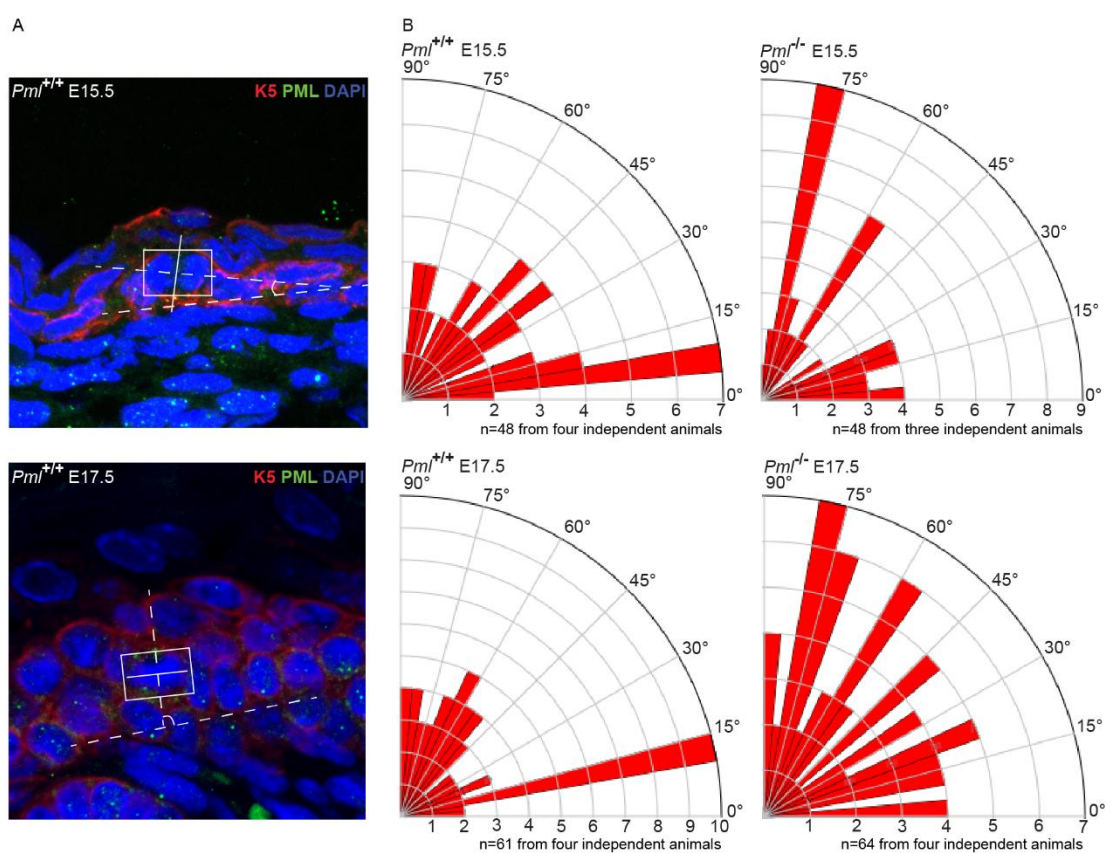 A
Pml+/+ E15.5
K5 PML DAPI
Pml+/+ E17.5
K5 PML DAPI
B
Pml+/+ E15.5
90°
75°
60°
45°
30°
15°
0°
1 2 3 4 5 6 7
n=48 from four independent animals
Pml-/- E15.5
90°
75°
60°
45°
30°
15°
0°
1 2 3 4 5 6 7 8 9
n=48 from three independent animals
Pml+/+ E17.5
90°
75°
60°
45°
30°
15°
0°
1 2 3 4 5 6 7 8 9 10
n=61 from four independent animals
Pml-/- E17.5
90°
75°
60°
45°
30°
15°
0°
1 2 3 4 5 6 7
n=64 from four independent animals